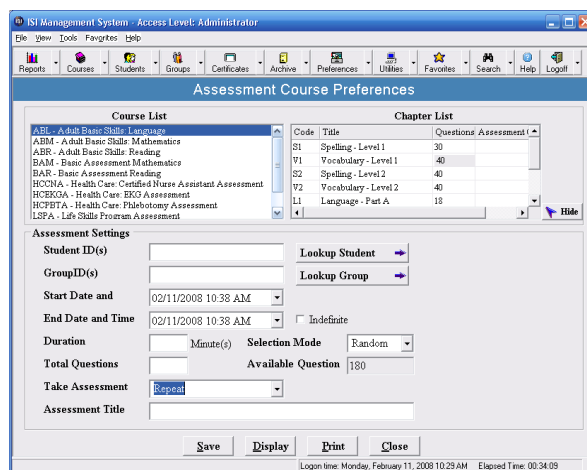 ISI Management System - Access Level: Administrator
File View Tools Favorites Help
Reports Courses Students Groups Certificates Archive Preferences Utilities Favorites Search Help Logoff
Assessment Course Preferences
Course List Chapter List
ABL - Adult Basic Skills: Language
ABM - Adult Basic Skills: Mathematics
ABR - Adult Basic Skills: Reading
BAM - Basic Assessment Mathematics
BAR - Basic Assessment Reading
HCCNA - Health Care: Certified Nurse Assistant Assessment
HCEKGA - Health Care: EKG Assessment
HCPBTA - Health Care: Phlebotomy Assessment
LSPA - Life Skills Program Assessment
Code Title Questions Assessment (
S1 Spelling - Level 1 30
V1 Vocabulary - Level 1 40
S2 Spelling - Level 2 40
V2 Vocabulary - Level 2 40
L1 Language - Part A 18
Hide
Assessment Settings
Student ID(s) Lookup Student
GroupID(s) Lookup Group
Start Date and 02/11/2008 10:38 AM
End Date and Time 02/11/2008 10:38 AM Indefinite
Duration Minute(s) Selection Mode Random
Total Questions Available Question 180
Take Assessment Repeat
Assessment Title
Save Display Print Close
Logon time: Monday, February 11, 2008 10:29 AM Elapsed Time: 00:34:09